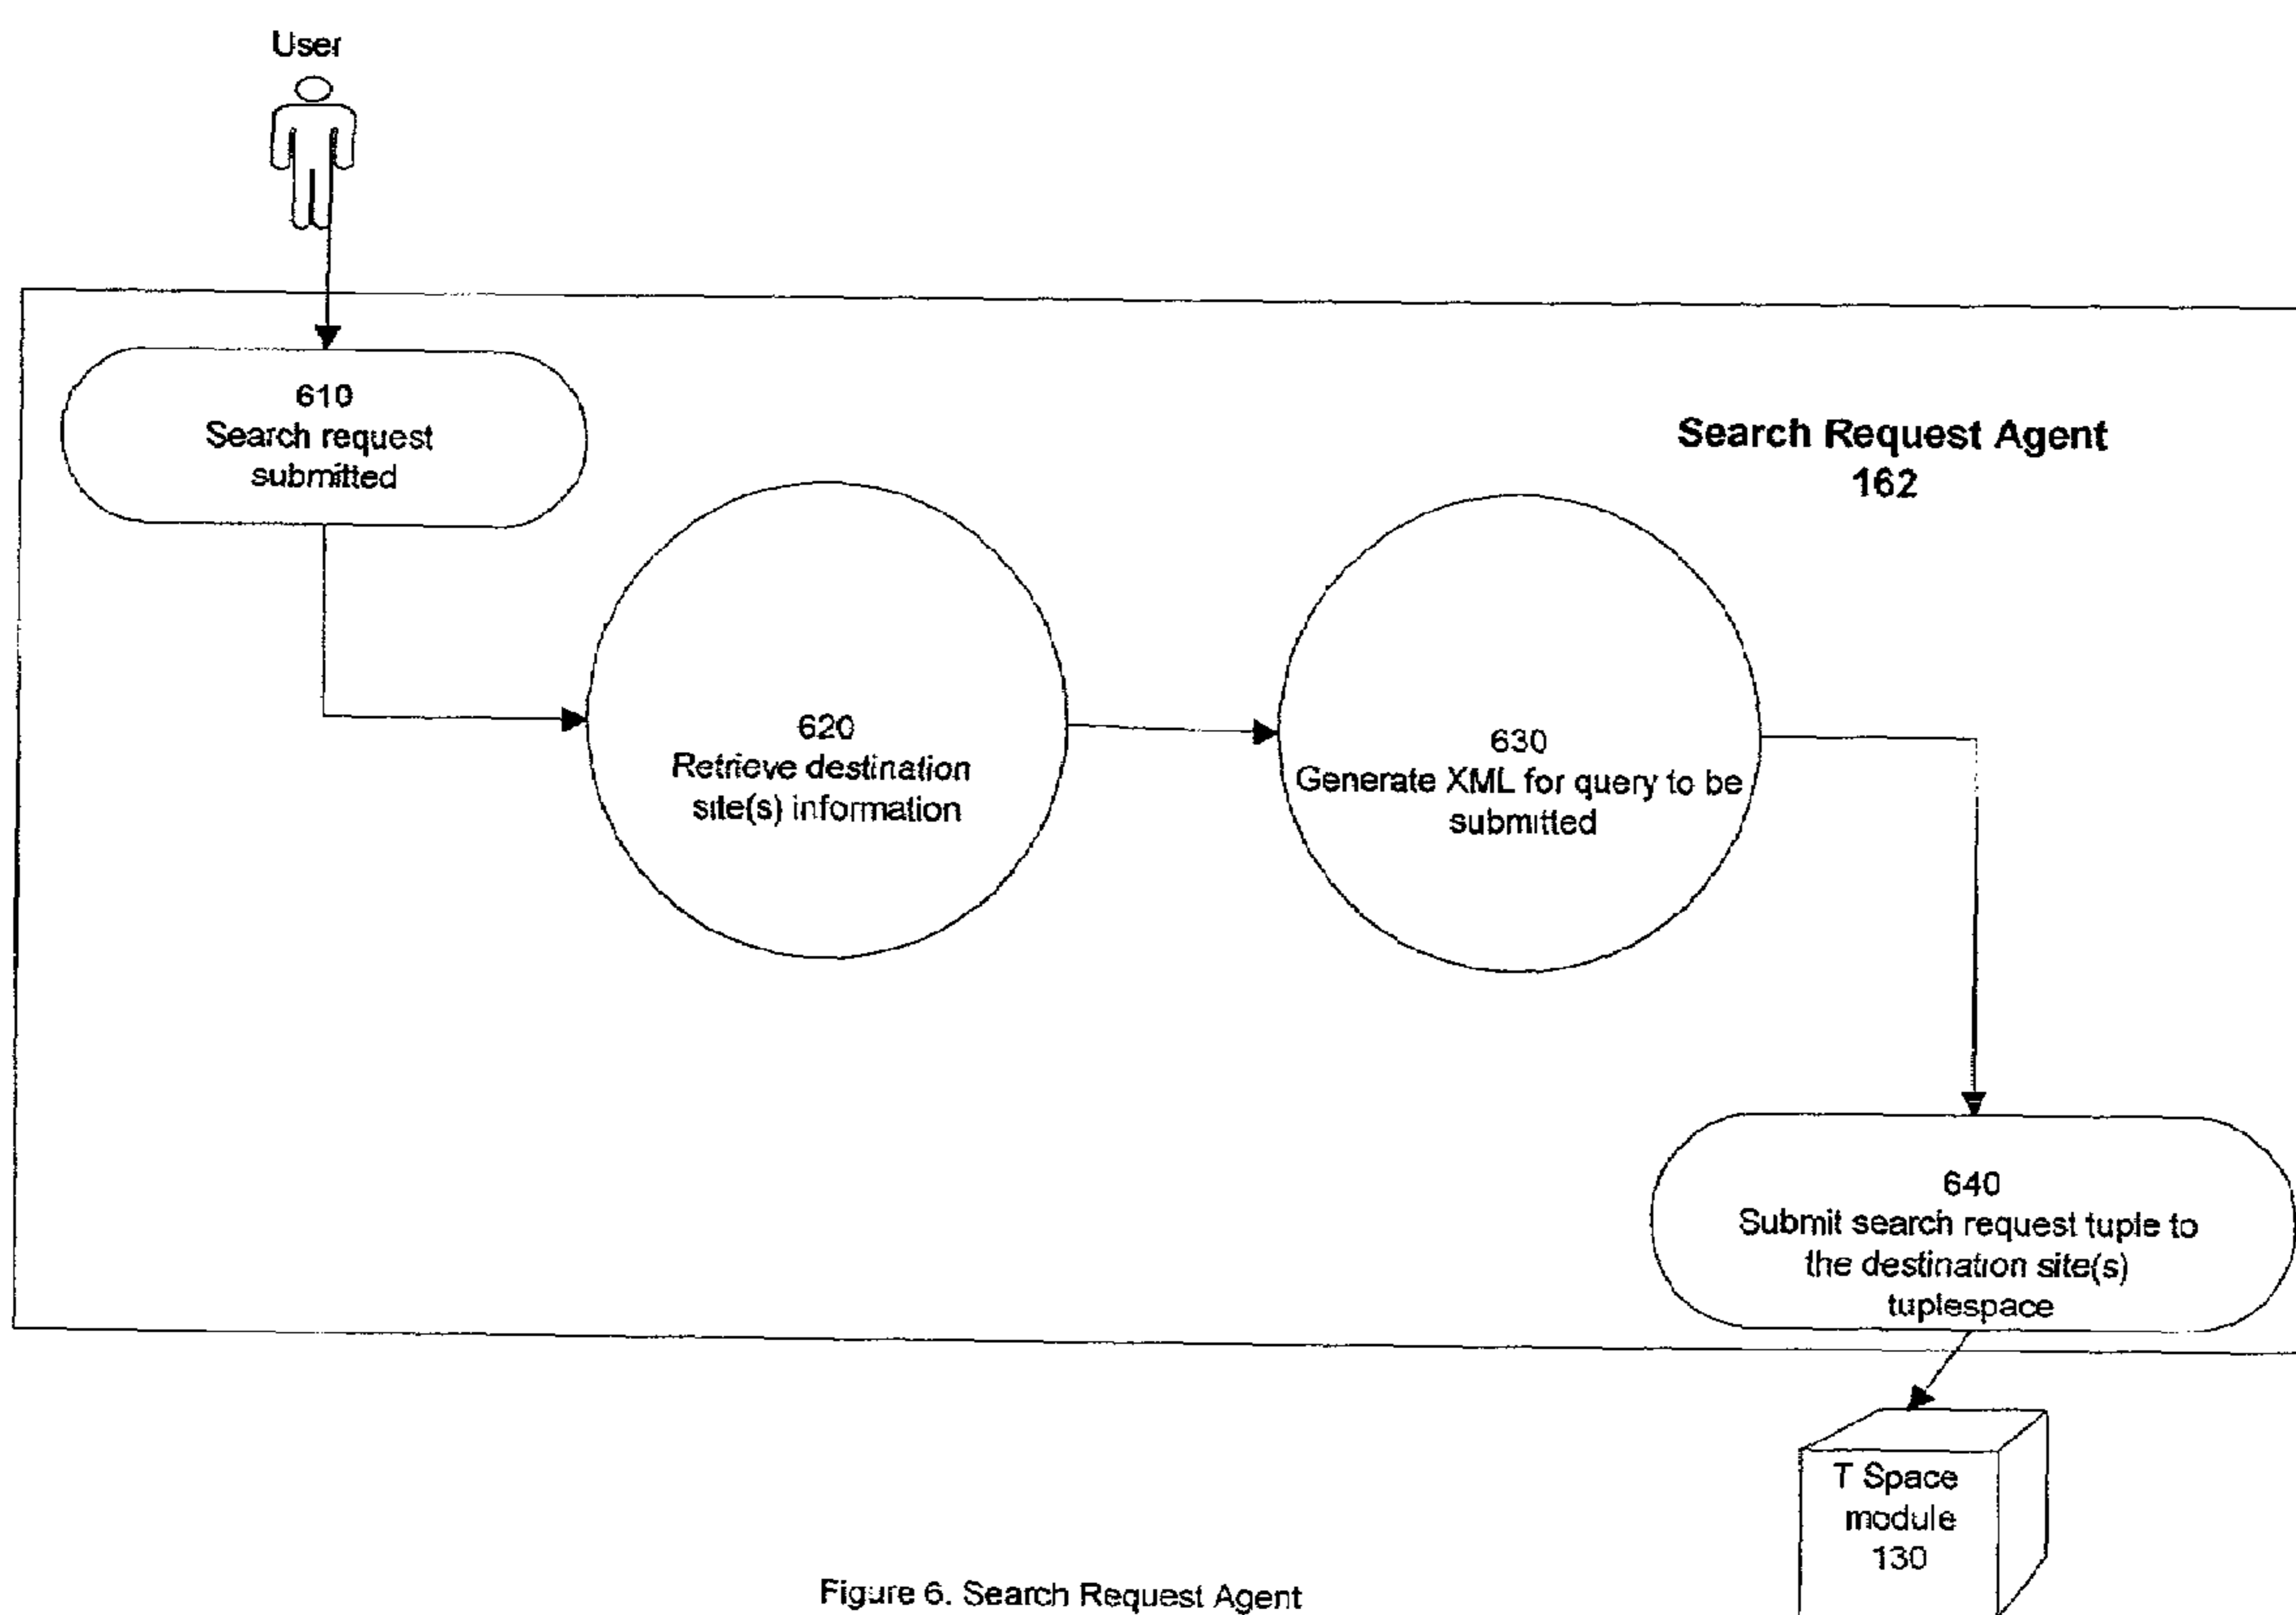 User
610
Search request
submitted
Search Request Agent
162
620
Retrieve destination
site(s) information
630
Generate XML for query to be
submitted
640
Submit search request tuple to
the destination site(s)
tuplespace
T Space
module
130
Figure 6. Search Request Agent